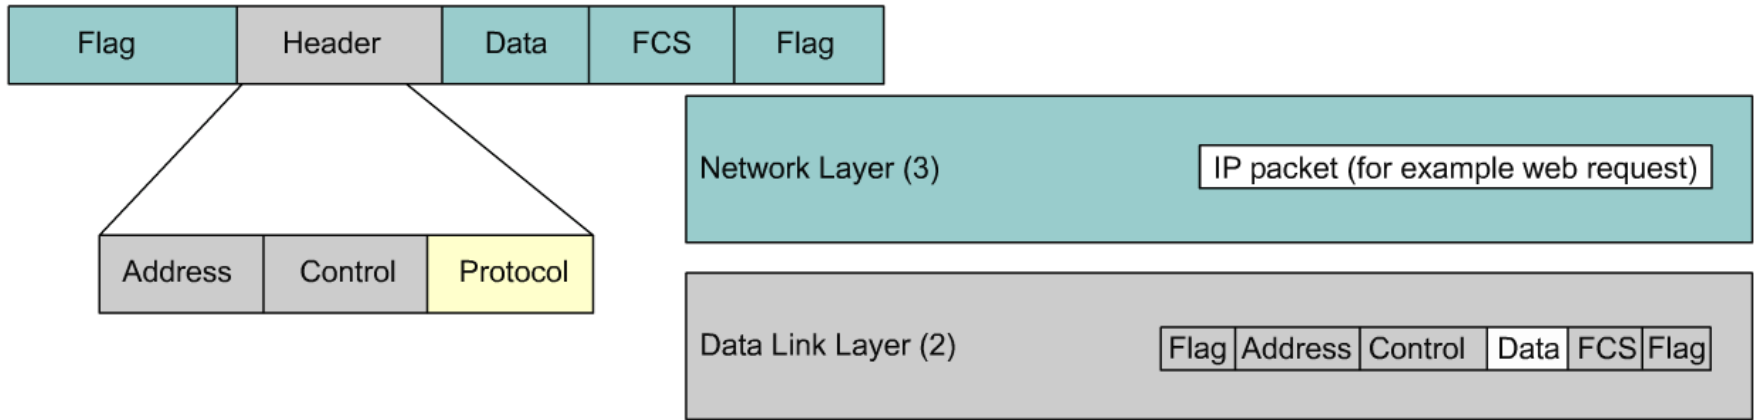 Flag Header Data FCS Flag
Address Control Protocol
Network Layer (3)
IP packet (for example web request)
Data Link Layer (2)
Flag Address Control Data FCS Flag